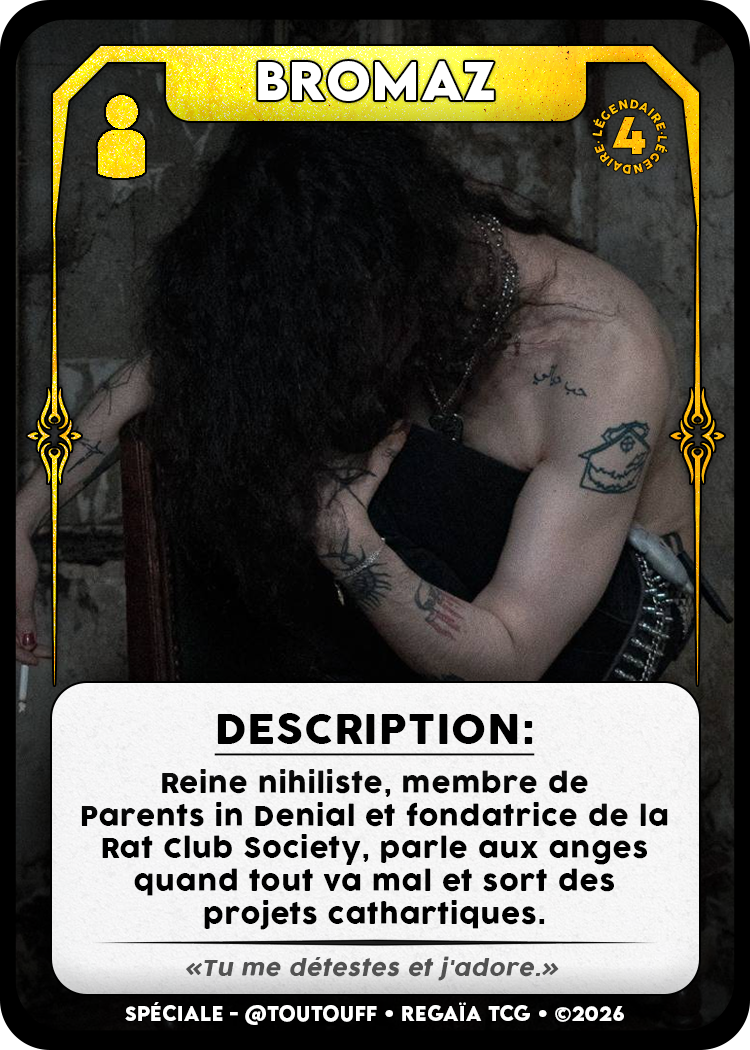 BROMAZ
LÉGENDAIRE·LÉGENDAIRE·
4
DESCRIPTION:
Reine nihiliste, membre de
Parents in Denial et fondatrice de la
Rat Club Society, parle aux anges
quand tout va mal et sort des
projets cathartiques.
«Tu me détestes et j'adore.»
SPÉCIALE - @TOUTOUFF • REGAÏA TCG • ©2026